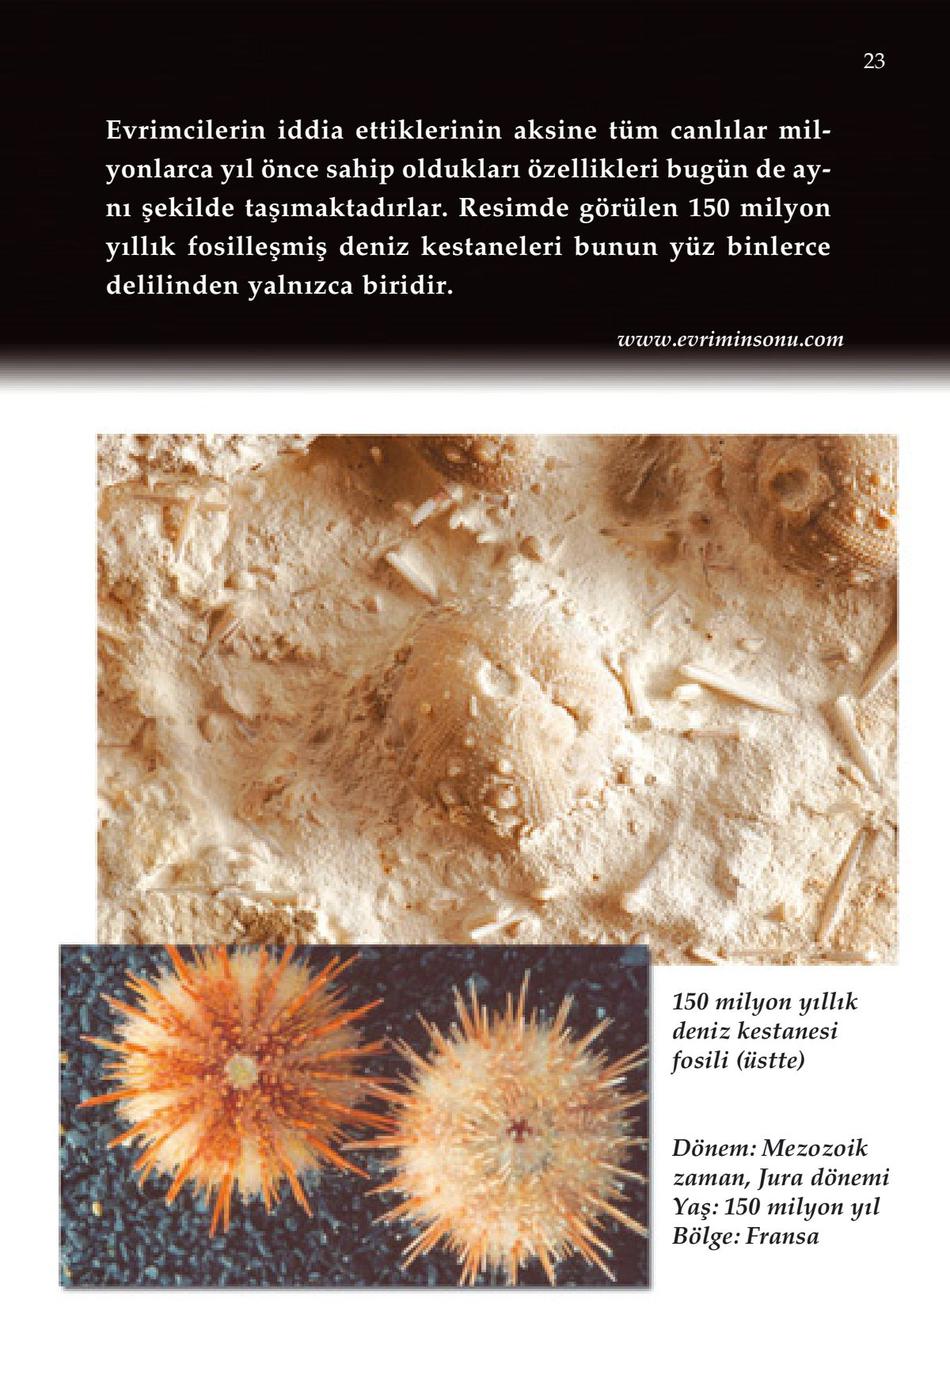 23
Evrimcilerin iddia ettiklerinin aksine tüm canlılar mil-
yonlarca yıl önce sahip oldukları özellikleri bugün de ay-
nı şekilde taşımaktadırlar. Resimde görülen 150 milyon
yıllık fosilleşmiş deniz kestaneleri bunun yüz binlerce
delilinden yalnızca biridir.
www.evriminsonu.com
150 milyon yıllık
deniz kestanesi
fosili (üstte)
Dönem: Mezozoik
zaman, Jura dönemi
Yaş: 150 milyon yıl
Bölge: Fransa